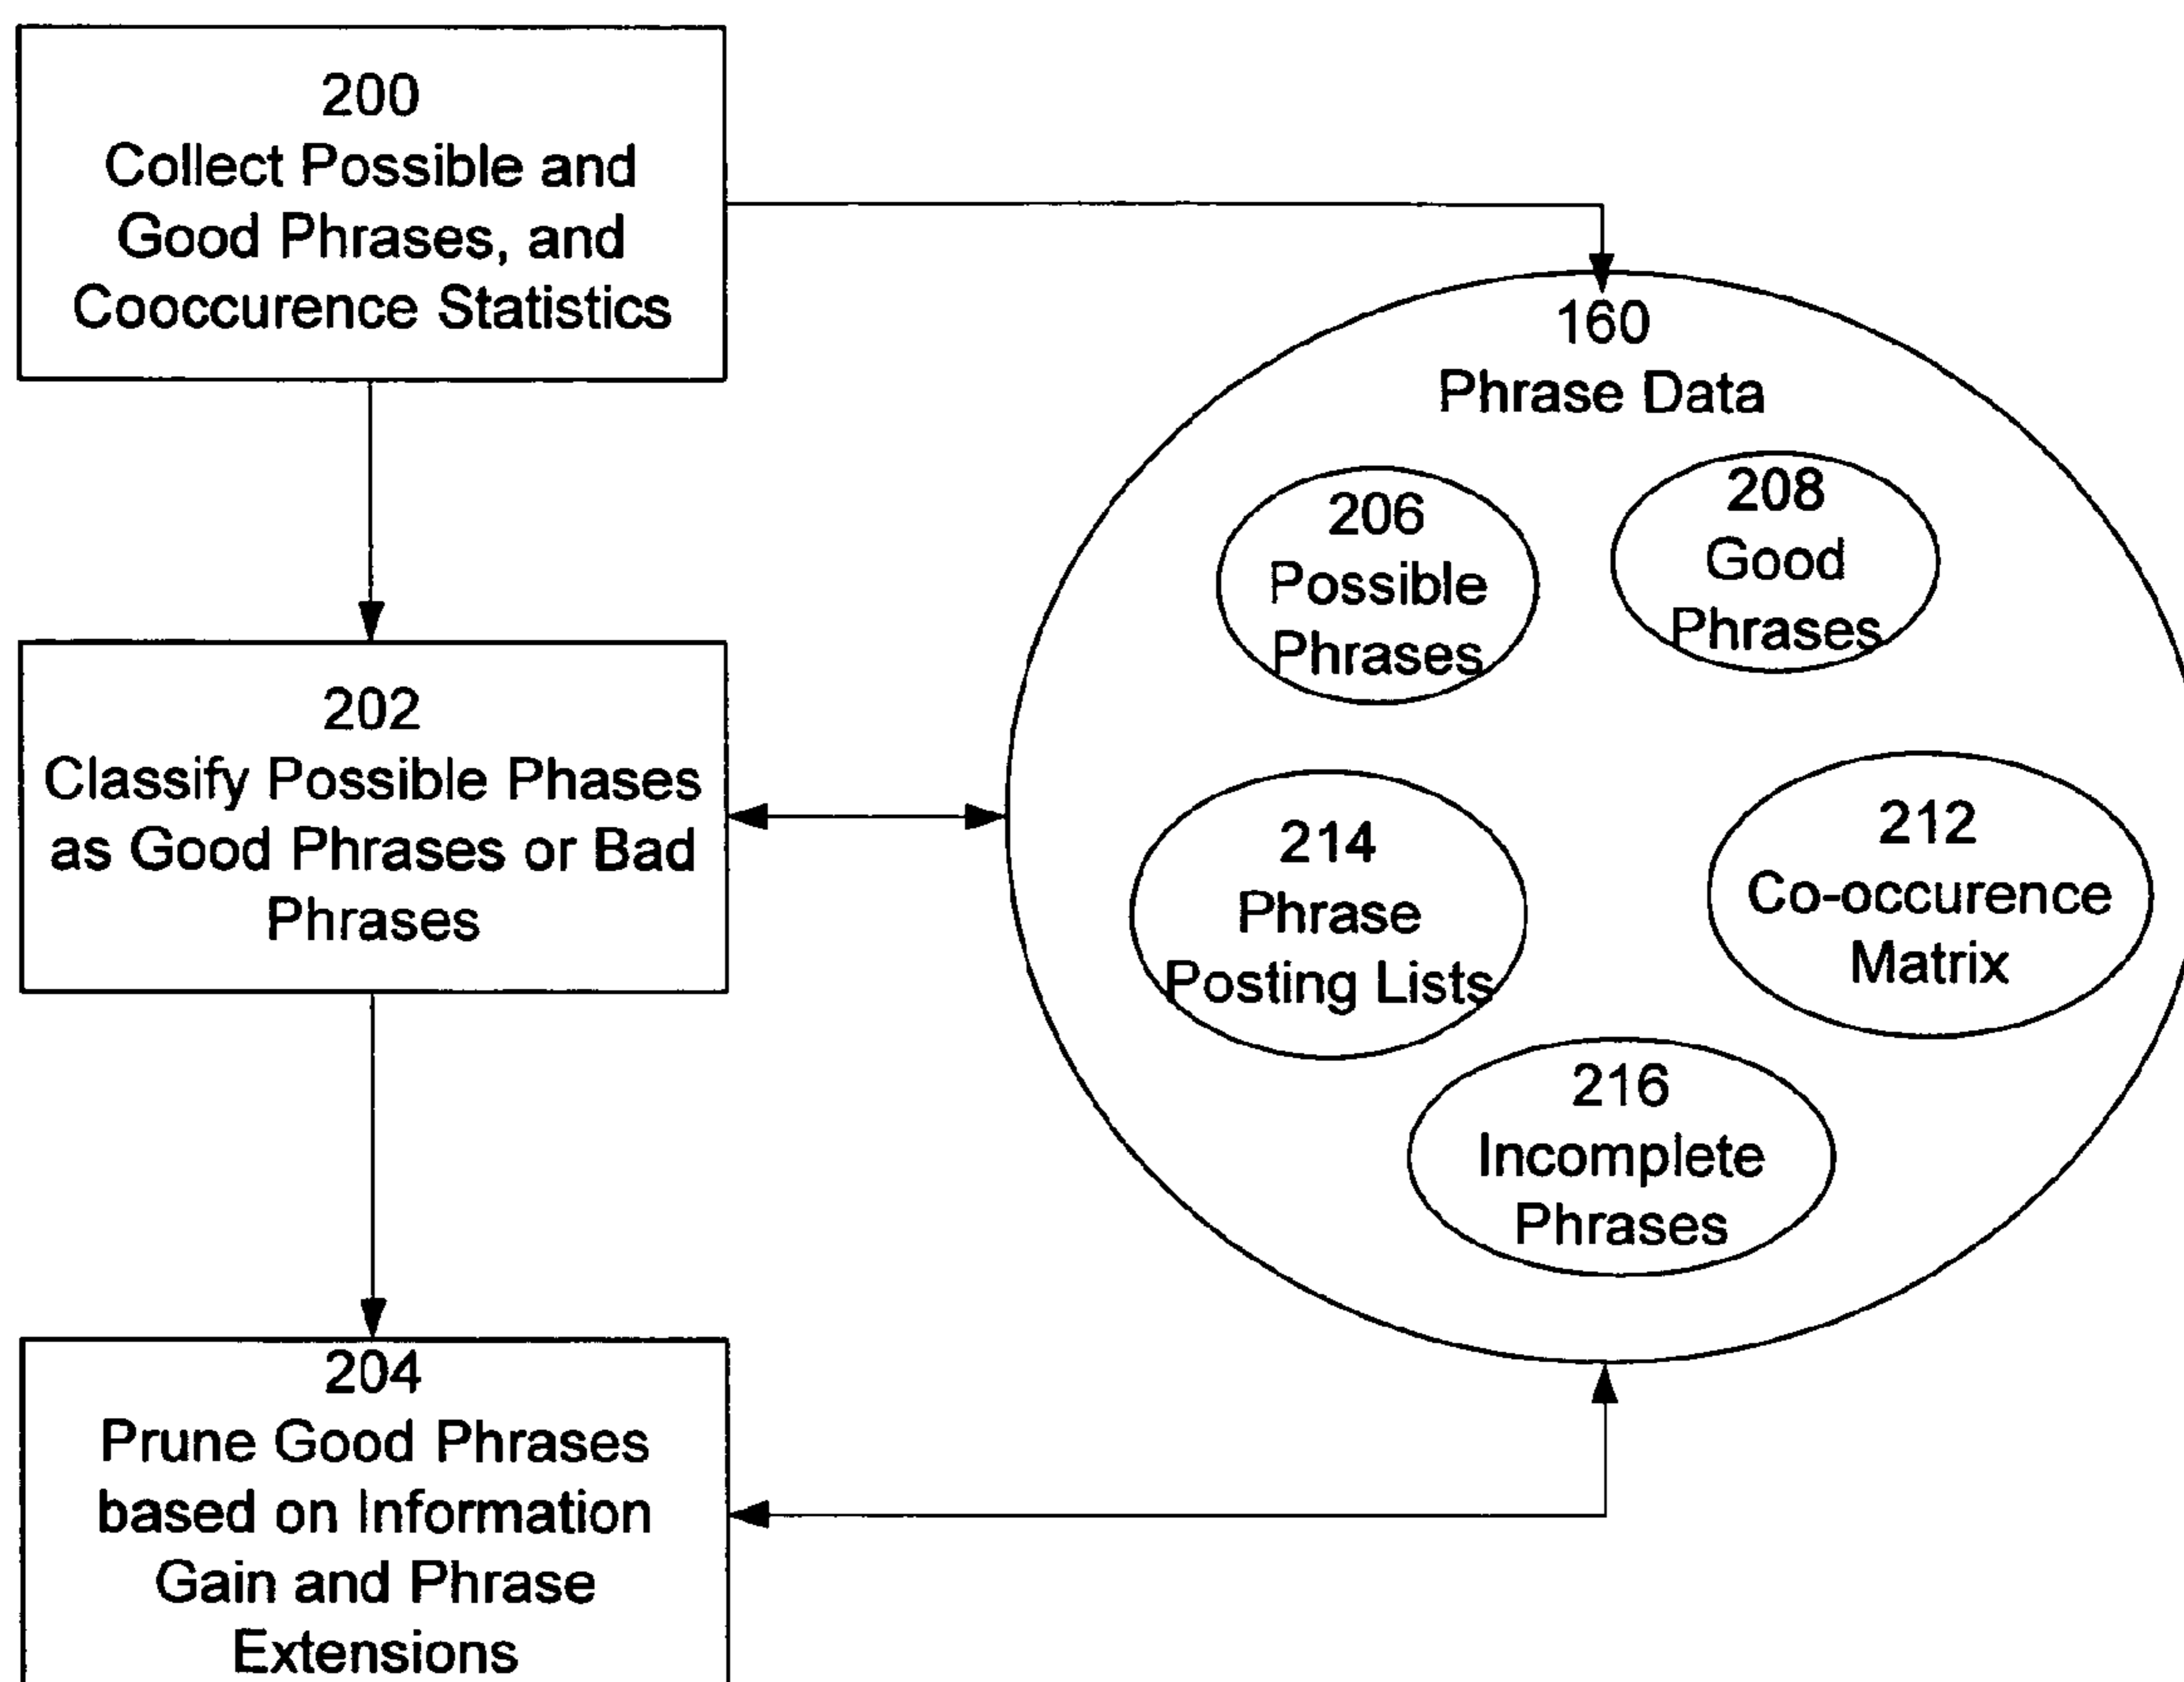 200
Collect Possible and
Good Phrases, and
Cooccurence Statistics
160
Phrase Data
206
Possible
Phrases
208
Good
Phrases
202
Classify Possible Phases
as Good Phrases or Bad
Phrases
214
Phrase
Posting Lists
212
Co-occurence
Matrix
216
Incomplete
Phrases
204
Prune Good Phrases
based on Information
Gain and Phrase
Extensions